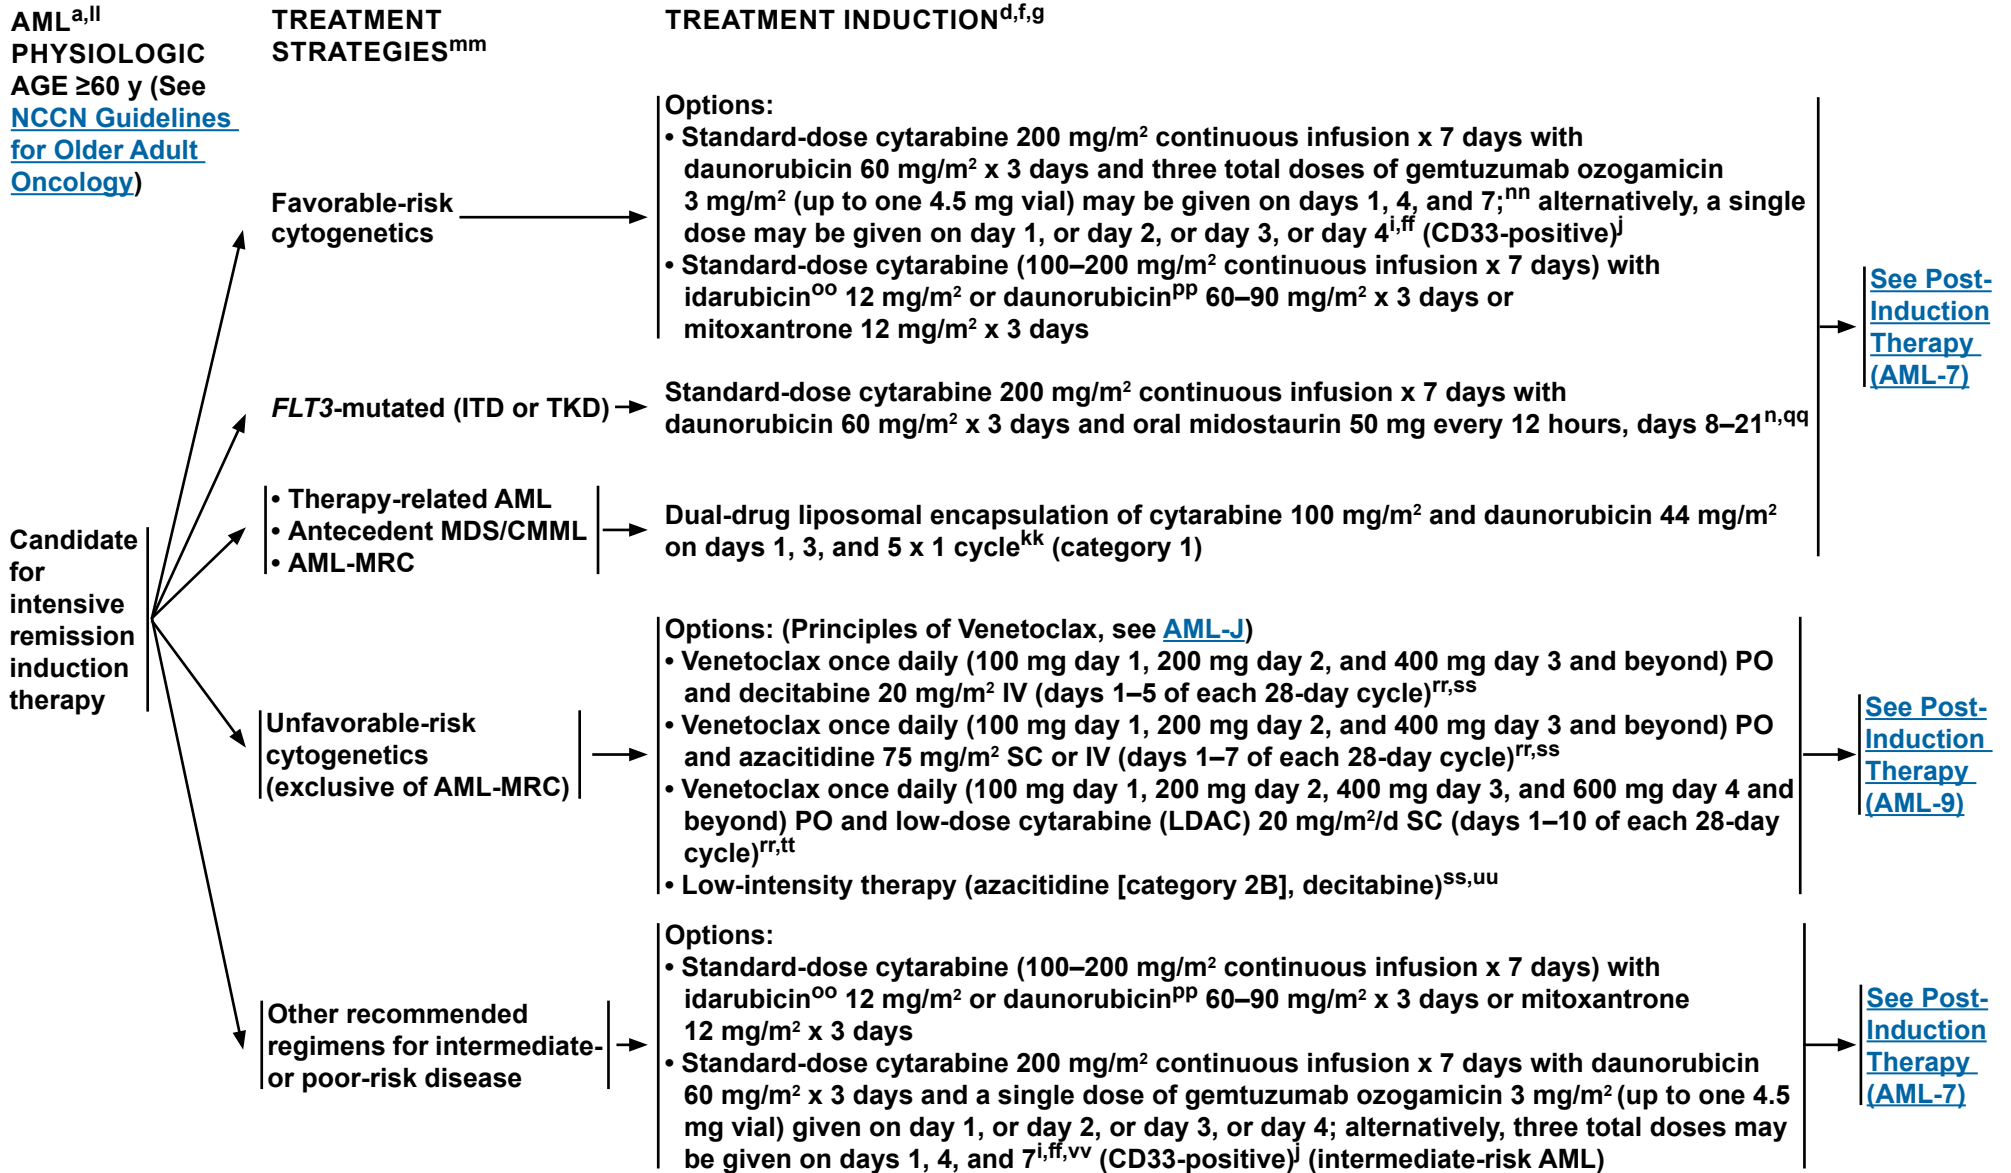 AMLa,ll
PHYSIOLOGIC
AGE ≥60 y (See
NCCN Guidelines
for Older Adult
Oncology)
TREATMENT
STRATEGIESmm
TREATMENT INDUCTIONd,f,g
Candidate
for
intensive
remission
induction
therapy
Favorable-risk
cytogenetics
Options:
• Standard-dose cytarabine 200 mg/m² continuous infusion x 7 days with
daunorubicin 60 mg/m² x 3 days and three total doses of gemtuzumab ozogamicin
3 mg/m² (up to one 4.5 mg vial) may be given on days 1, 4, and 7;nn alternatively, a single
dose may be given on day 1, or day 2, or day 3, or day 4i,ff (CD33-positive)j
• Standard-dose cytarabine (100–200 mg/m² continuous infusion x 7 days) with
idarubicinoo 12 mg/m² or daunorubicinpp 60–90 mg/m² x 3 days or
mitoxantrone 12 mg/m² x 3 days
FLT3-mutated (ITD or TKD)
Standard-dose cytarabine 200 mg/m² continuous infusion x 7 days with
daunorubicin 60 mg/m² x 3 days and oral midostaurin 50 mg every 12 hours, days 8–21n,qq
• Therapy-related AML
• Antecedent MDS/CMML
• AML-MRC
Dual-drug liposomal encapsulation of cytarabine 100 mg/m² and daunorubicin 44 mg/m²
on days 1, 3, and 5 x 1 cyclekk (category 1)
See Post-
Induction
Therapy
(AML-7)
Unfavorable-risk
cytogenetics
(exclusive of AML-MRC)
Options: (Principles of Venetoclax, see AML-J)
• Venetoclax once daily (100 mg day 1, 200 mg day 2, and 400 mg day 3 and beyond) PO
and decitabine 20 mg/m² IV (days 1–5 of each 28-day cycle)rr,ss
• Venetoclax once daily (100 mg day 1, 200 mg day 2, and 400 mg day 3 and beyond) PO
and azacitidine 75 mg/m² SC or IV (days 1–7 of each 28-day cycle)rr,ss
• Venetoclax once daily (100 mg day 1, 200 mg day 2, 400 mg day 3, and 600 mg day 4 and
beyond) PO and low-dose cytarabine (LDAC) 20 mg/m²/d SC (days 1–10 of each 28-day
cycle)rr,tt
• Low-intensity therapy (azacitidine [category 2B], decitabine)ss,uu
See Post-
Induction
Therapy
(AML-9)
Other recommended
regimens for intermediate-
or poor-risk disease
Options:
• Standard-dose cytarabine (100–200 mg/m² continuous infusion x 7 days) with
idarubicinoo 12 mg/m² or daunorubicinpp 60–90 mg/m² x 3 days or mitoxantrone
12 mg/m² x 3 days
• Standard-dose cytarabine 200 mg/m² continuous infusion x 7 days with daunorubicin
60 mg/m² x 3 days and a single dose of gemtuzumab ozogamicin 3 mg/m² (up to one 4.5
mg vial) given on day 1, or day 2, or day 3, or day 4; alternatively, three total doses may
be given on days 1, 4, and 7i,ff,vv (CD33-positive)j (intermediate-risk AML)
See Post-
Induction
Therapy
(AML-7)